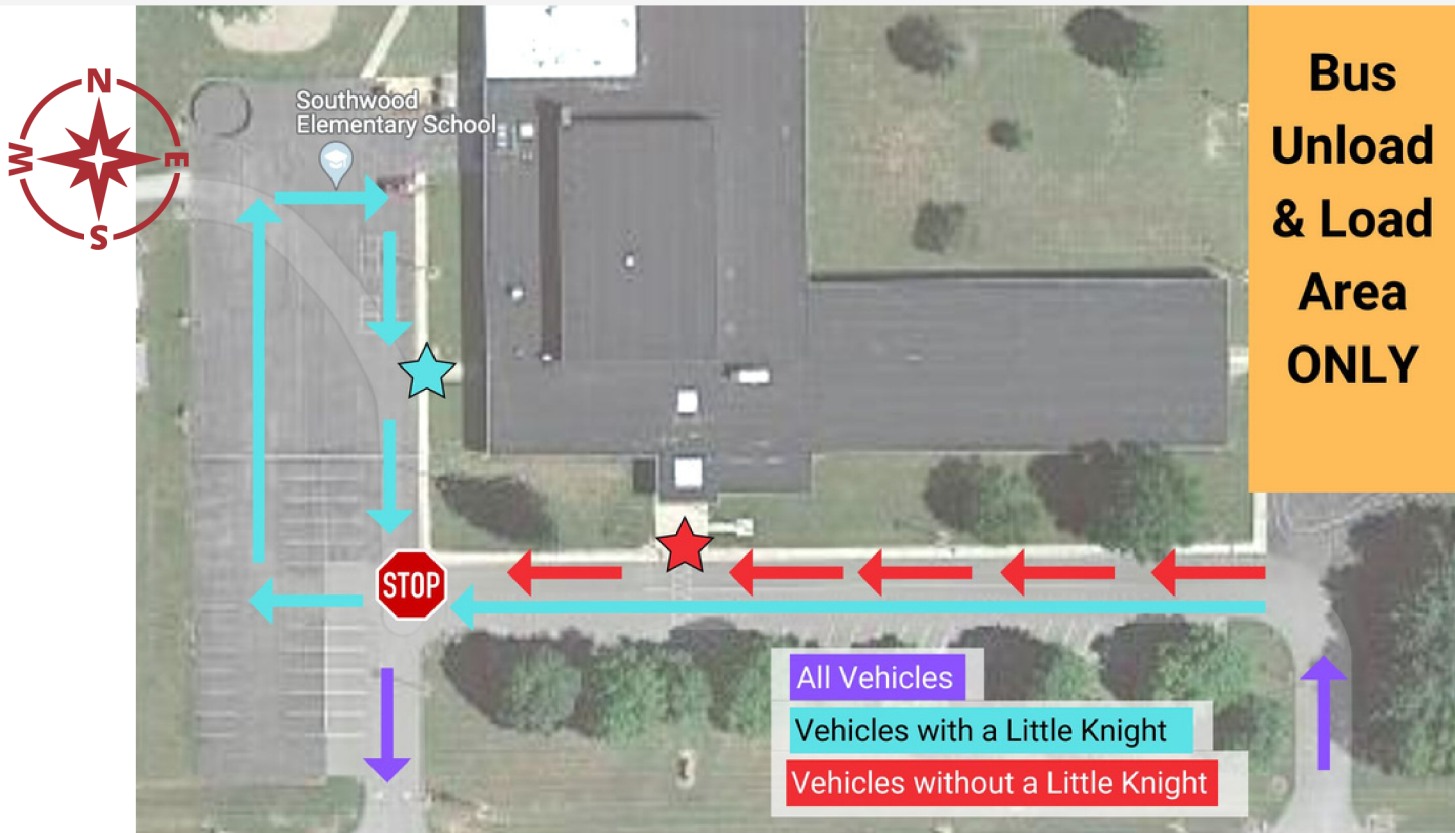 N
W
E
S
Southwood
Elementary School
Bus
Unload
& Load
Area
ONLY
STOP
All Vehicles
Vehicles with a Little Knight
Vehicles without a Little Knight